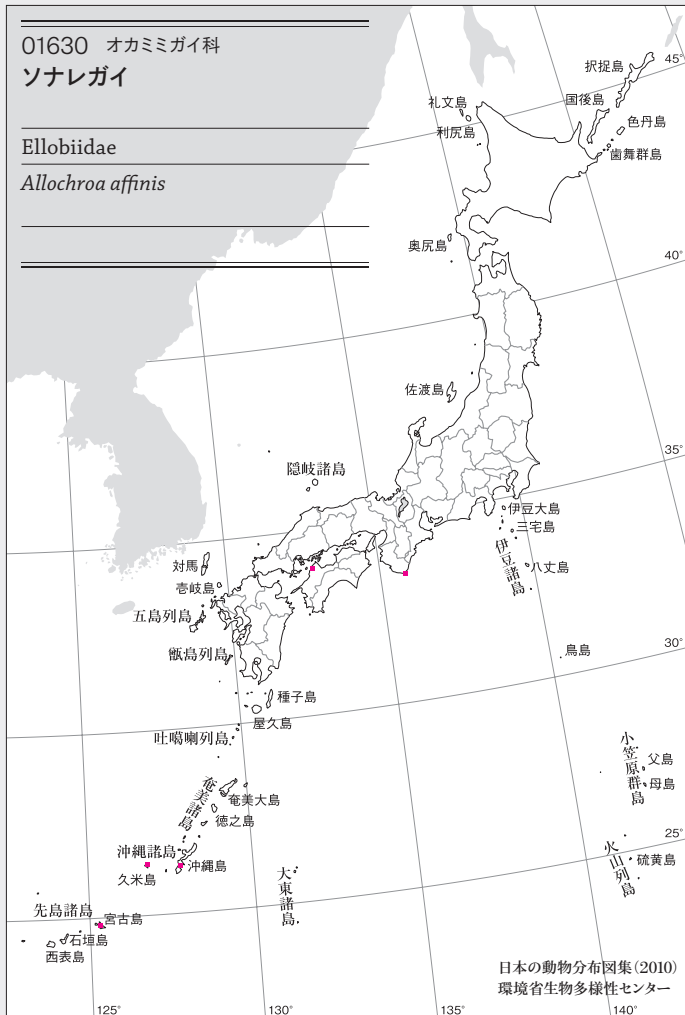 01630 オカミミガイ科
ソナレガイ
Ellobiidae
Allochroa affinis
45°
択捉島
国後島
礼文島
色丹島
利尻島
歯舞群島
奥尻島
40°
佐渡島
35°
隠岐諸島
伊豆大島
三宅島
伊豆諸島
八丈島
対馬
壱岐島
五島列島
甑島列島
鳥島
30°
種子島
屋久島
吐噶喇列島
小笠原群島
父島
母島
奄美諸島
奄美大島
徳之島
25°
沖縄諸島
沖縄島
久米島
火山列島
硫黄島
大東諸島
先島諸島
宮古島
石垣島
西表島
日本の動物分布図集(2010)
環境省生物多様性センター
125°
130°
135°
140°